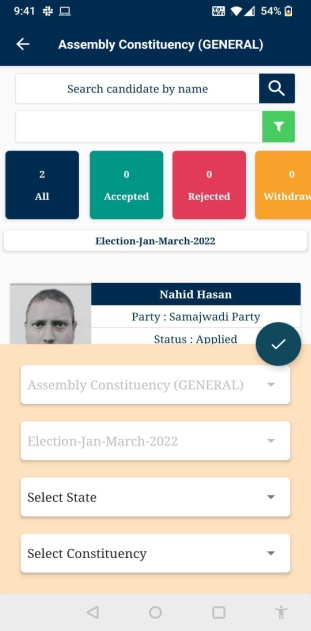 9:41
54%
Assembly Constituency (GENERAL)
Search candidate by name
2
All
0
Accepted
0
Rejected
0
Withdraw
Election-Jan-March-2022
Nahid Hasan
Party : Samajwadi Party
Status : Applied
Assembly Constituency (GENERAL)
Election-Jan-March-2022
Select State
Select Constituency